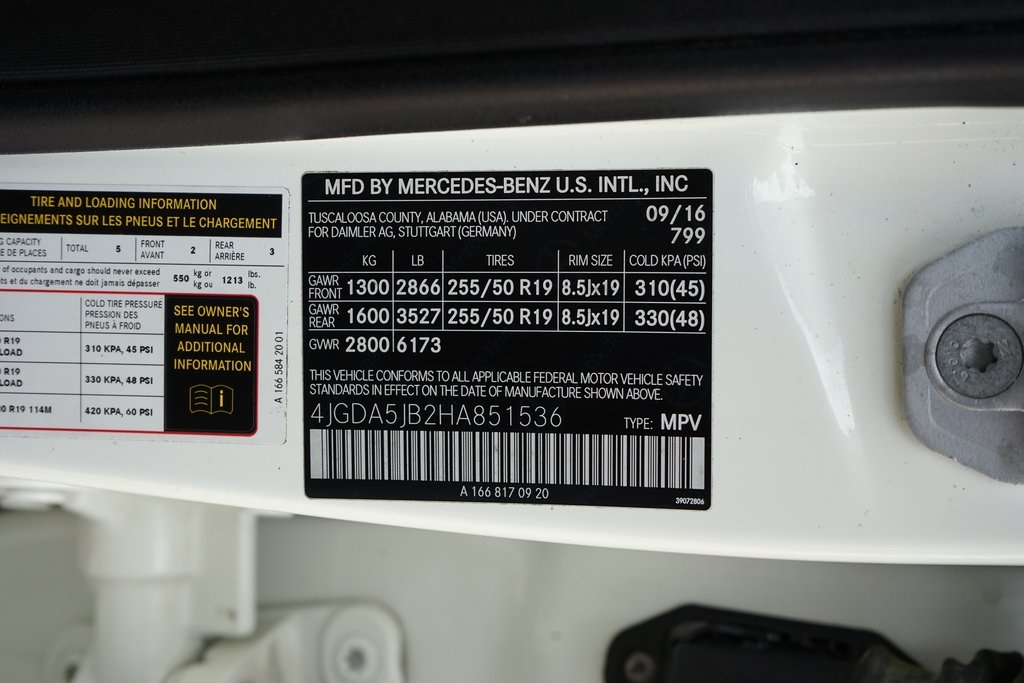 TIRE AND LOADING INFORMATION
SUR LES PNEUS ET LE CHARGEMENT
CAPACITY TOTAL 5 FRONT 2 REAR 3
DE PLACES AVANT ARRIÈRE
of occupants and cargo should never exceed 550 kg or 1213 lbs.
et du chargement ne doit jamais dépasser kg ou lb.
COLD TIRE PRESSURE
PRESSION DES
PNEUS À FROID
R19 310 KPA, 45 PSI
R19 330 KPA, 48 PSI
R19 114M 420 KPA, 60 PSI
SEE OWNER'S
MANUAL FOR
ADDITIONAL
INFORMATION
i
A 166 584 20 01
MFD BY MERCEDES-BENZ U.S. INTL., INC
TUSCALOOSA COUNTY, ALABAMA (USA). UNDER CONTRACT 09/16
FOR DAIMLER AG, STUTTGART (GERMANY) 799
KG LB TIRES RIM SIZE COLD KPA (PSI)
GAWR FRONT 1300 2866 255/50 R19 8.5Jx19 310(45)
GAWR REAR 1600 3527 255/50 R19 8.5Jx19 330(48)
GVWR 2800 6173
THIS VEHICLE CONFORMS TO ALL APPLICABLE FEDERAL MOTOR VEHICLE SAFETY
STANDARDS IN EFFECT ON THE DATE OF MANUFACTURE SHOWN ABOVE.
4JGDA5JB2HA851536 TYPE: MPV
A 166 817 09 20
39072806